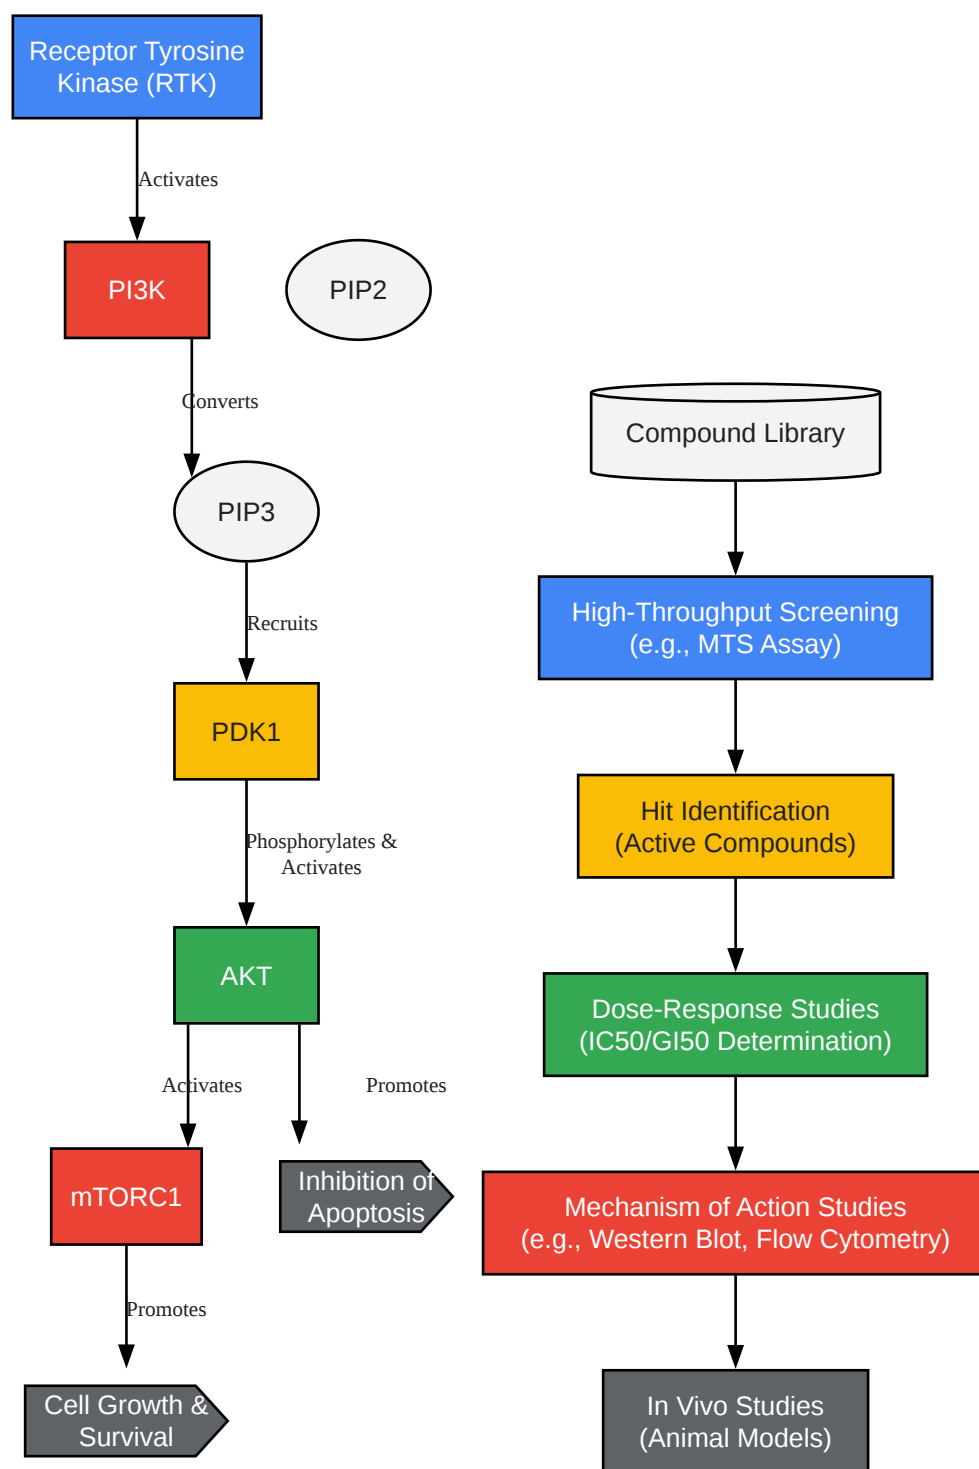 Receptor Tyrosine
Kinase (RTK)
Activates
PI3K
PIP2
Converts
PIP3
Recruits
PDK1
Phosphorylates &
Activates
AKT
Activates
Promotes
mTORC1
Inhibition of
Apoptosis
Promotes
Cell Growth &
Survival
Compound Library
High-Throughput Screening
(e.g., MTS Assay)
Hit Identification
(Active Compounds)
Dose-Response Studies
(IC50/GI50 Determination)
Mechanism of Action Studies
(e.g., Western Blot, Flow Cytometry)
In Vivo Studies
(Animal Models)